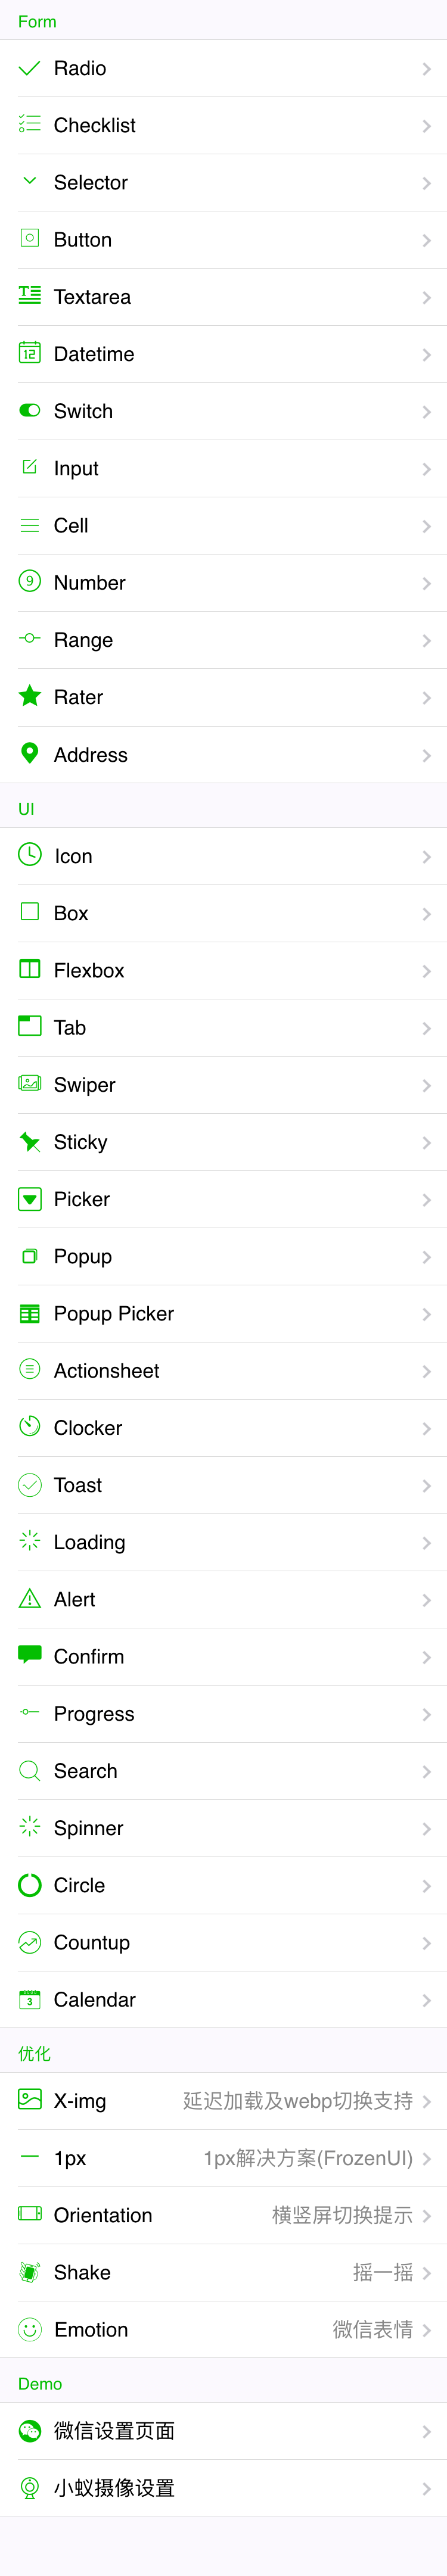 Form
Radio
Checklist
Selector
Button
Textarea
Datetime
12
Switch
Input
Cell
9
Number
Range
Rater
Address
UI
Icon
Box
Flexbox
Tab
Swiper
Sticky
Picker
Popup
Popup Picker
Actionsheet
Clocker
Toast
Loading
Alert
Confirm
Progress
Search
Spinner
Circle
Countup
3
Calendar
优化
X-img 延迟加载及webp切换支持
1px 1px解决方案(FrozenUI)
Orientation 横竖屏切换提示
Shake 摇一摇
Emotion 微信表情
Demo
微信设置页面
小蚁摄像设置